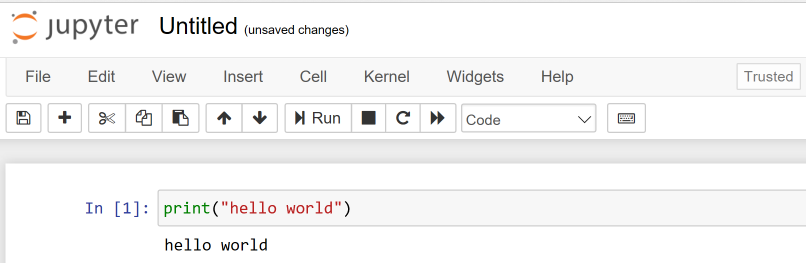 jupyter Untitled (unsaved changes)
File Edit View Insert Cell Kernel Widgets Help Trusted
Run Code
In [1]: print("hello world")
hello world